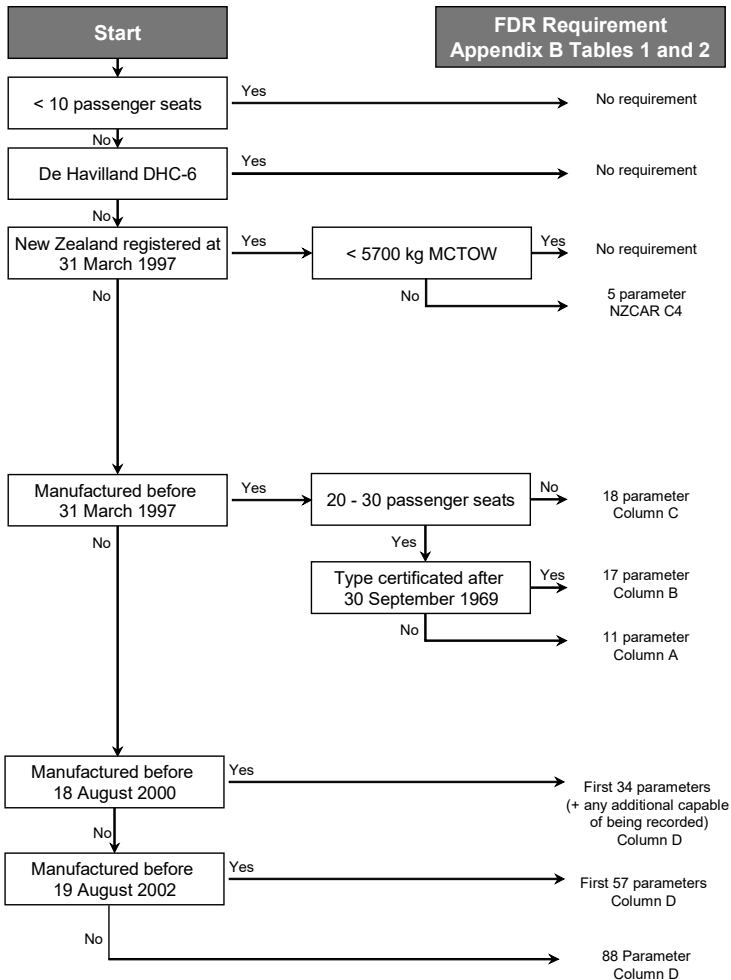 Start
FDR Requirement
Appendix B Tables 1 and 2
< 10 passenger seats
Yes
No requirement
No
De Havilland DHC-6
Yes
No requirement
No
New Zealand registered at
31 March 1997
Yes
< 5700 kg MCTOW
Yes
No requirement
No
No
5 parameter
NZCAR C4
Manufactured before
31 March 1997
Yes
20 - 30 passenger seats
No
18 parameter
Column C
No
Yes
Type certificated after
30 September 1969
Yes
17 parameter
Column B
No
11 parameter
Column A
Manufactured before
18 August 2000
Yes
First 34 parameters
(+ any additional capable
of being recorded)
Column D
No
Manufactured before
19 August 2002
Yes
First 57 parameters
Column D
No
88 Parameter
Column D